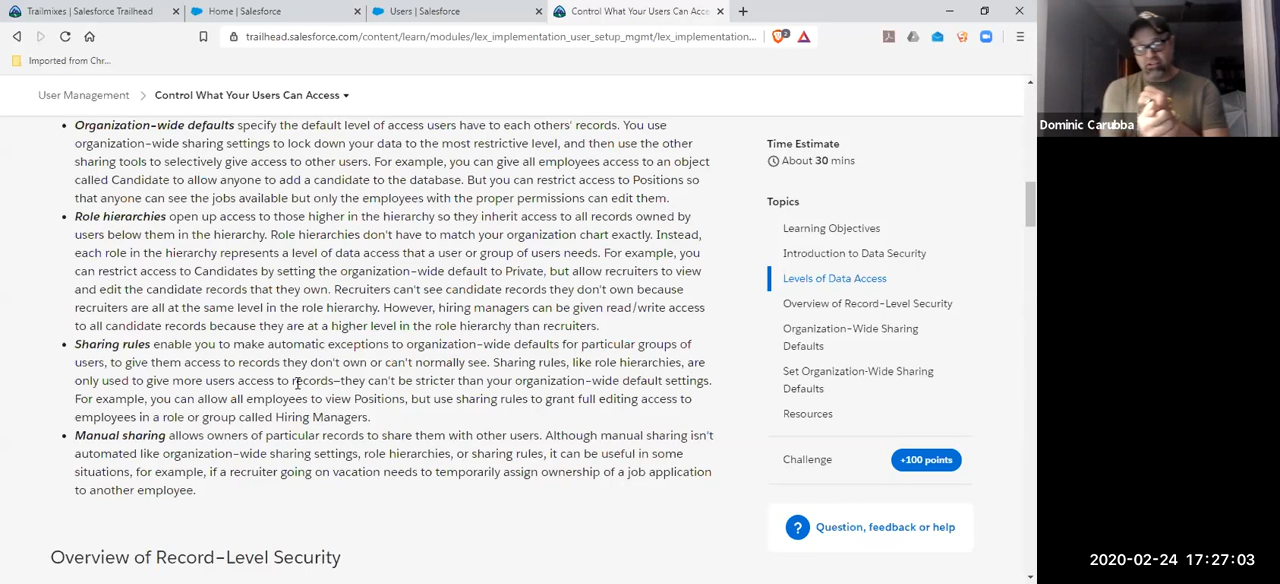 Trailmixes | Salesforce Trailhead
Home | Salesforce
Users | Salesforce
Control What Your Users Can Acce
trailhead.salesforce.com/content/learn/modules/lex_implementation_user_setup_mgmt/lex_implementation...
2
Imported from Chr...
User Management
Control What Your Users Can Access
Organization-wide defaults specify the default level of access users have to each others' records. You use
organization-wide sharing settings to lock down your data to the most restrictive level, and then use the other
sharing tools to selectively give access to other users. For example, you can give all employees access to an object
called Candidate to allow anyone to add a candidate to the database. But you can restrict access to Positions so
that anyone can see the jobs available but only the employees with the proper permissions can edit them.
Role hierarchies open up access to those higher in the hierarchy so they inherit access to all records owned by
users below them in the hierarchy. Role hierarchies don't have to match your organization chart exactly. Instead,
each role in the hierarchy represents a level of data access that a user or group of users needs. For example, you
can restrict access to Candidates by setting the organization-wide default to Private, but allow recruiters to view
and edit the candidate records that they own. Recruiters can't see candidate records they don't own because
recruiters are all at the same level in the role hierarchy. However, hiring managers can be given read/write access
to all candidate records because they are at a higher level in the role hierarchy than recruiters.
Sharing rules enable you to make automatic exceptions to organization-wide defaults for particular groups of
users, to give them access to records they don't own or can't normally see. Sharing rules, like role hierarchies, are
only used to give more users access to records—they can't be stricter than your organization-wide default settings.
For example, you can allow all employees to view Positions, but use sharing rules to grant full editing access to
employees in a role or group called Hiring Managers.
Manual sharing allows owners of particular records to share them with other users. Although manual sharing isn't
automated like organization-wide sharing settings, role hierarchies, or sharing rules, it can be useful in some
situations, for example, if a recruiter going on vacation needs to temporarily assign ownership of a job application
to another employee.
Overview of Record-Level Security
Time Estimate
About 30 mins
Topics
Learning Objectives
Introduction to Data Security
Levels of Data Access
Overview of Record-Level Security
Organization-Wide Sharing
Defaults
Set Organization-Wide Sharing
Defaults
Resources
Challenge
+100 points
? Question, feedback or help
Dominic Carubba
2020-02-24 17:27:03